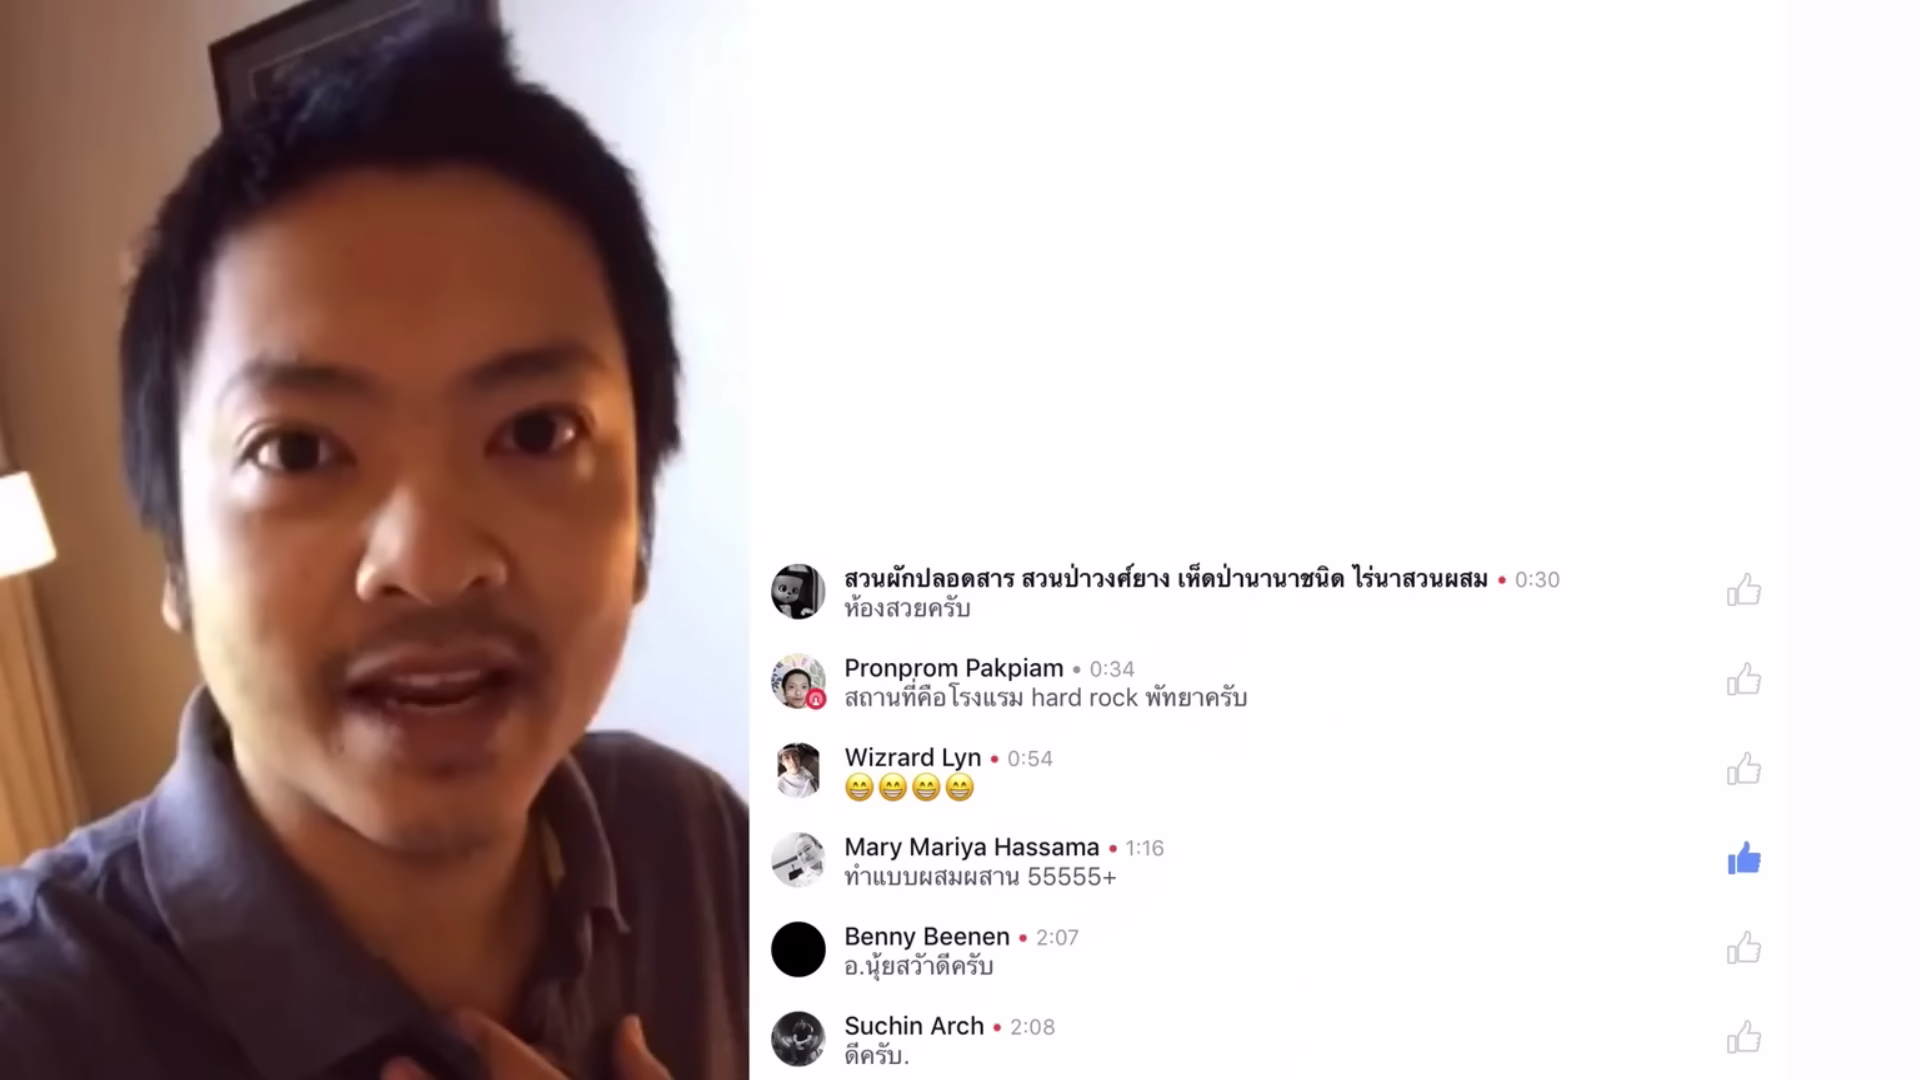 สวนผักปลอดสาร สวนป่าวงศ์ยาง เห็ดป่านานาชนิด ไร่นาสวนผสม • 0:30
ห้องสวยครับ
Pronprom Pakpiam • 0:34
สถานที่คือโรงแรม hard rock พัทยาครับ
Wizrard Lyn • 0:54
😁😁😁😁
Mary Mariya Hassama • 1:16
ทำแบบผสมผสาน 55555+
Benny Beenen • 2:07
อ.นุ้ยสวัาดีครับ
Suchin Arch • 2:08
ดีครับ.